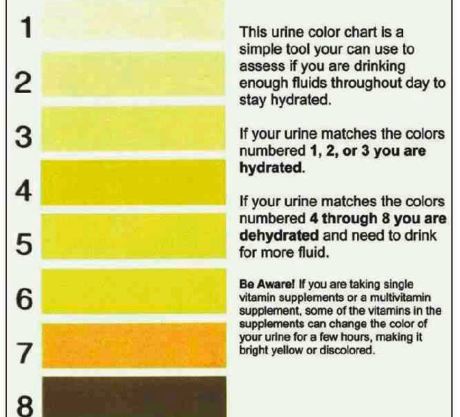 1
2
3
4
5
6
7
8
This urine color chart is a
simple tool your can use to
assess if you are drinking
enough fluids throughout day to
stay hydrated.
If your urine matches the colors
numbered 1, 2, or 3 you are
hydrated.
If your urine matches the colors
numbered 4 through 8 you are
dehydrated and need to drink
for more fluid.
Be Aware! If you are taking single
vitamin supplements or a multivitamin
supplement, some of the vitamins in the
supplements can change the color of
your urine for a few hours, making it
bright yellow or discolored.